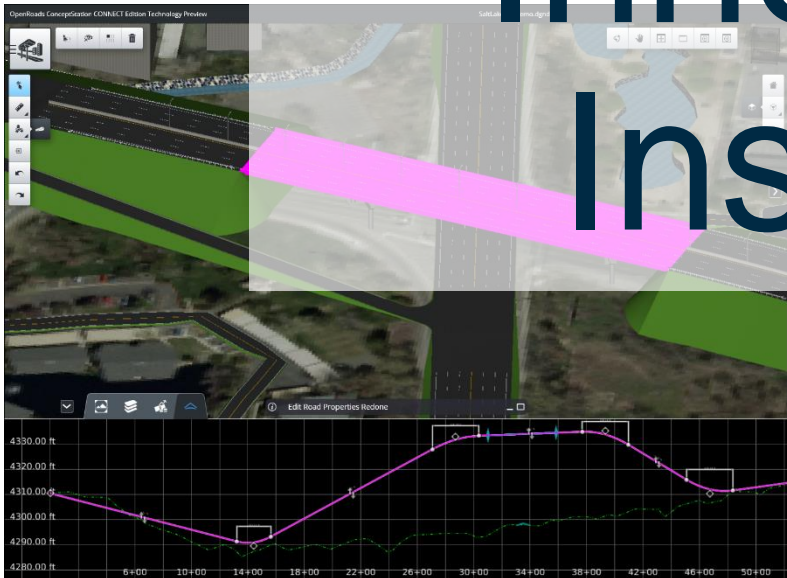 OpenRoads ConceptStation CONNECT Edition Technology Preview
Ins
Edit Road Properties Redone
4330.00 ft
4320.00 ft
4310.00 ft
4300.00 ft
4290.00 ft
4280.00 ft
6+00 10+00 14+00 18+00 22+00 26+00 30+00 34+00 38+00 42+00 46+00 50+00